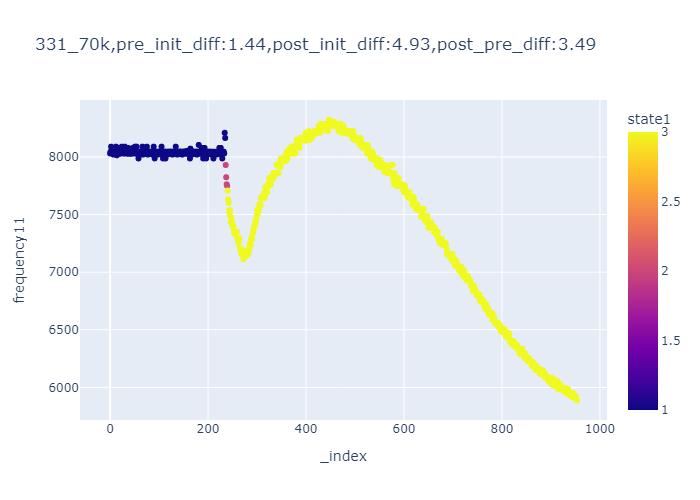 331_70k,pre_init_diff:1.44,post_init_diff:4.93,post_pre_diff:3.49
state1
3
2.5
2
1.5
1
8000
7500
7000
6500
6000
frequency11
0 200 400 600 800 1000
_index